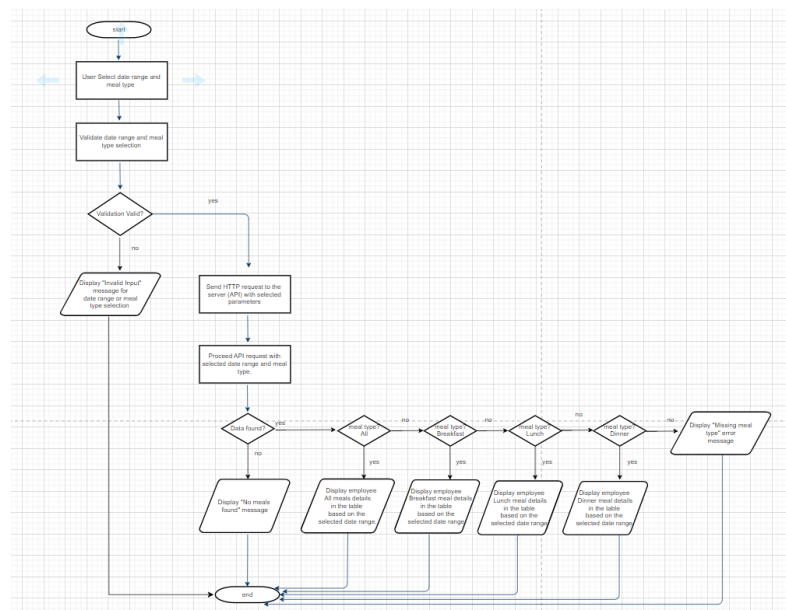 start
User Select date range and
meal type
Validate date range and meal
type selection
Validation Valid?
yes
no
Display "Invalid Input"
message for
date range or meal
type selection
Send HTTP request to the
server (API) with selected
parameters
Proceed API request with
selected date range and meal
type.
Data found?
yes
no
meal type?
All
no
yes
meal type?
Breakfast
no
yes
meal type?
Lunch
no
yes
meal type?
Dinner
no
yes
Display "Missing meal
type" error
message
Display "No meals
found" message
Display employee
All meals details
in the table
based on the
selected date range.
Display employee
Breakfast meal details
in the table
based on the
selected date range.
Display employee
Lunch meal details
in the table
based on the
selected date range.
Display employee
Dinner meal details
in the table
based on the
selected date range.
end